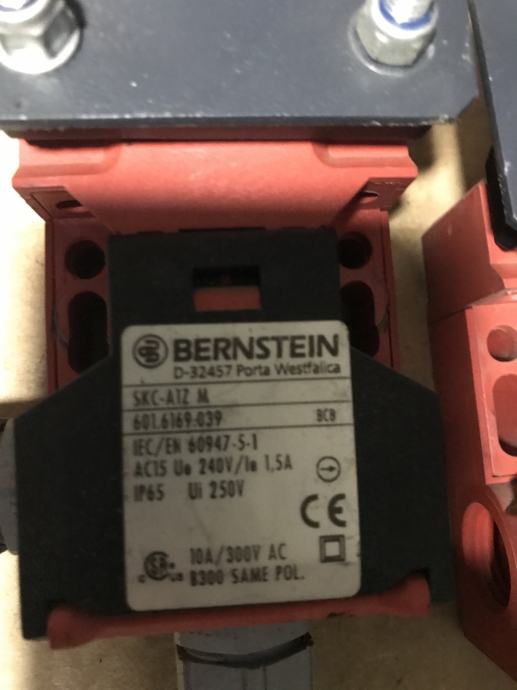 BERNSTEIN
D-32457 Porta Westfalica
SKC-A1Z M
601.6169.039 BCB
IEC/EN 60947-5-1
AC15 Ue 240V/Ie 1,5A
IP65 Ui 250V
CE
10A/300V AC
B300 SAME POL.